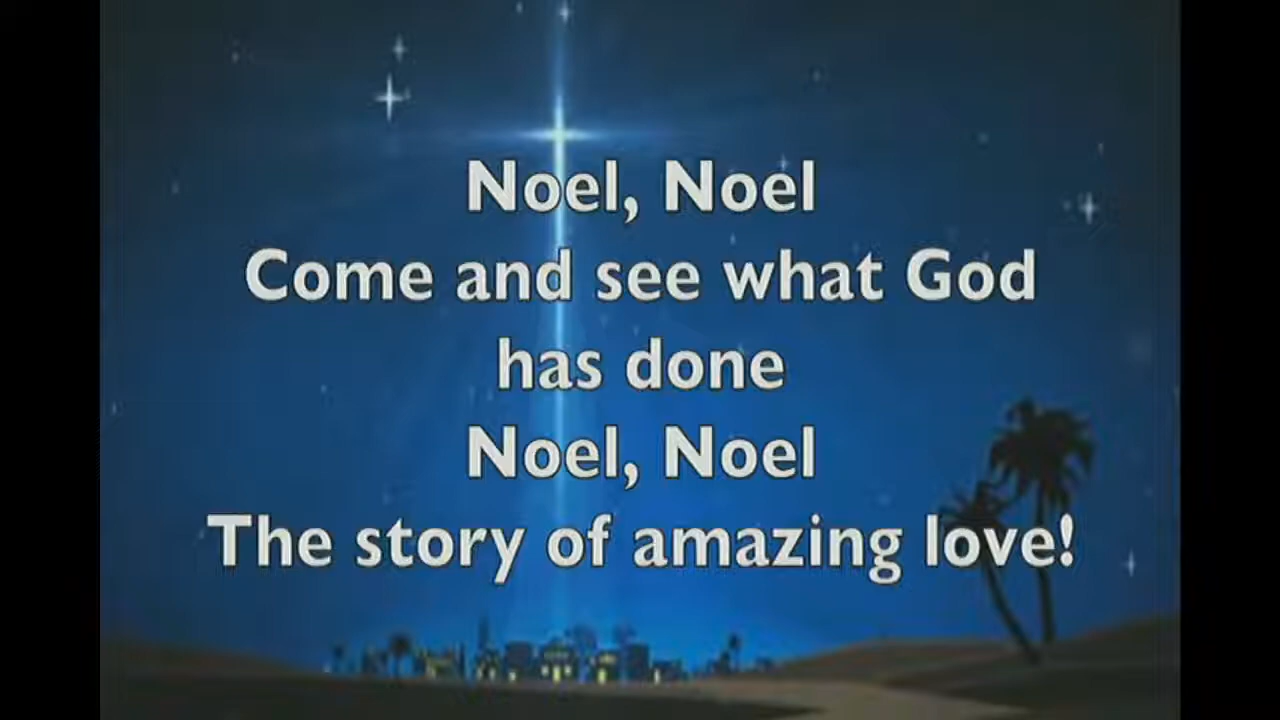 Noel, Noel
Come and see what God
has done
Noel, Noel
The story of amazing love!